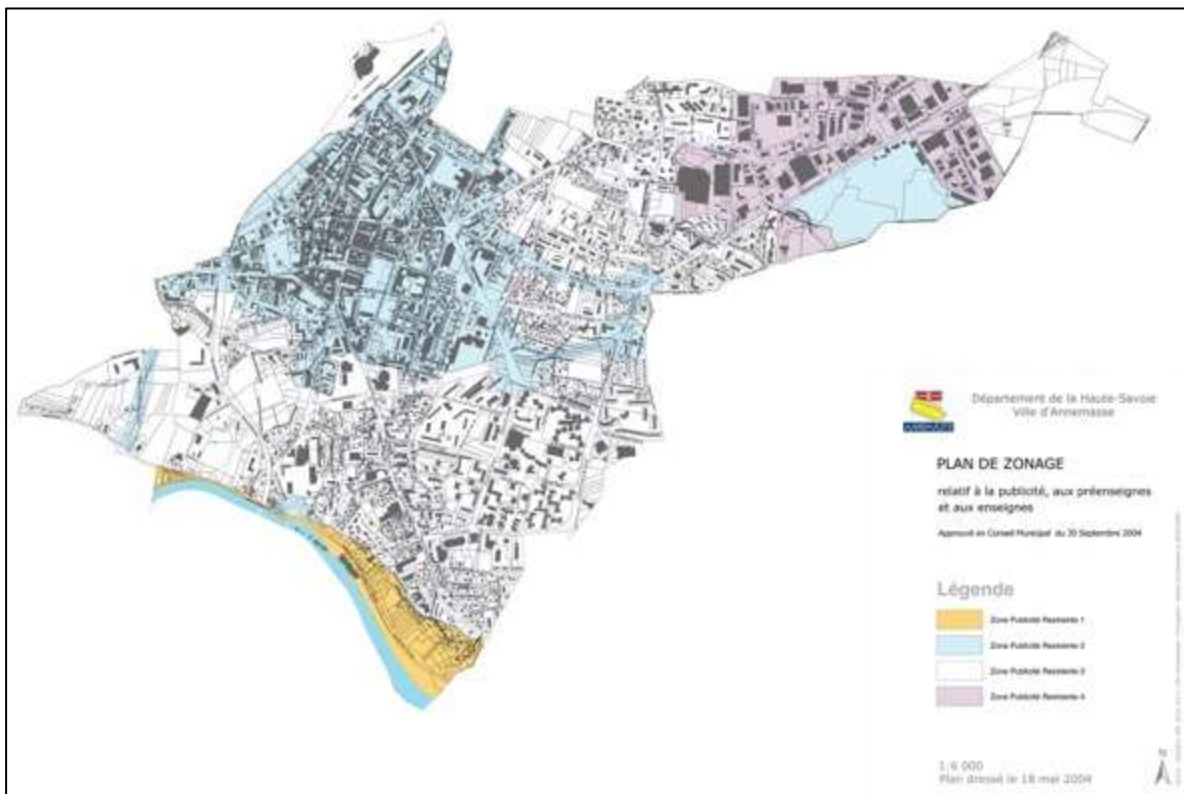 Département de la Haute-Savoie
Ville d'Annemasse
PLAN DE ZONAGE
relatif à la publicité, aux préenseignes
et aux enseignes
Approuvé en Conseil Municipal du 30 Septembre 2004
Légende
Zone Publicité Restreinte 1
Zone Publicité Restreinte 2
Zone Publicité Restreinte 3
Zone Publicité Restreinte 4
N
1:6 000
Plan dressé le 18 mai 2004